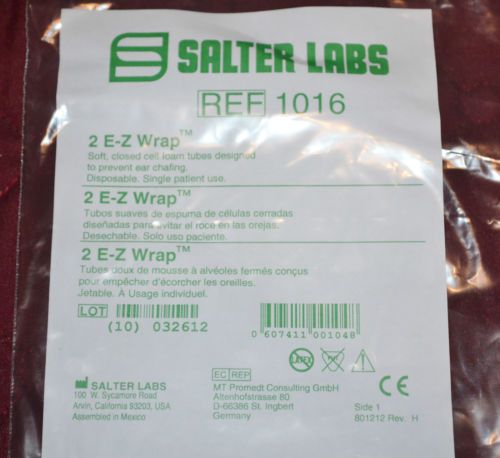 SALTER LABS
REF 1016
2 E-Z Wrap™
Soft, closed cell foam tubes designed
to prevent ear chafing.
Disposable. Single patient use.
2 E-Z Wrap™
Tubos suaves de espuma de células cerradas
diseñadas para evitar el roce en las orejas.
Desechable. Solo uso paciente.
2 E-Z Wrap™
Tubes doux de mousse à alvéoles fermés conçus
pour empêcher d'écorcher les oreilles.
Jetable. A Usage individuel.
LOT
(10) 032612
0 607411 001048
LATEX
SALTER LABS
100 W. Sycamore Road
Arvin, California 93203, USA
Assembled in Mexico
EC REP
MT Promedt Consulting GmbH
Altenhofstrasse 80
D-66386 St. Ingbert
Germany
CE
Side 1
801212 Rev. H